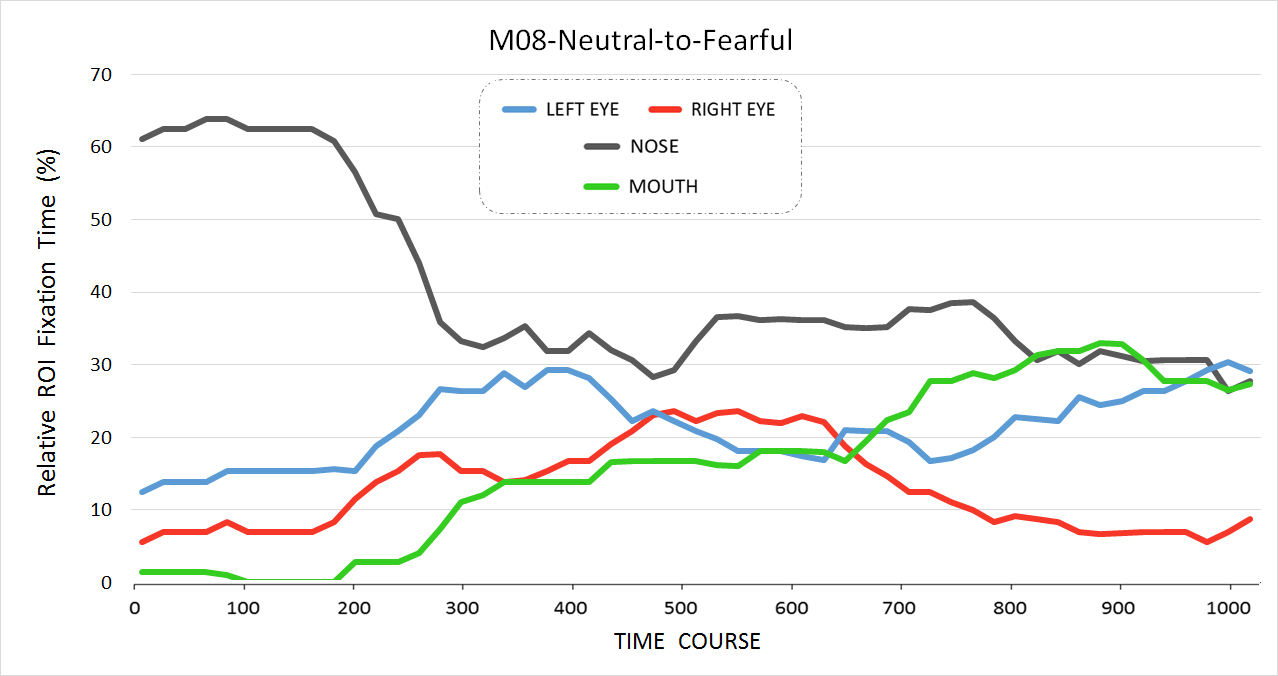 M08-Neutral-to-Fearful
LEFT EYE RIGHT EYE
NOSE
MOUTH
Relative ROI Fixation Time (%)
70
60
50
40
30
20
10
0
0 100 200 300 400 500 600 700 800 900 1000
TIME COURSE